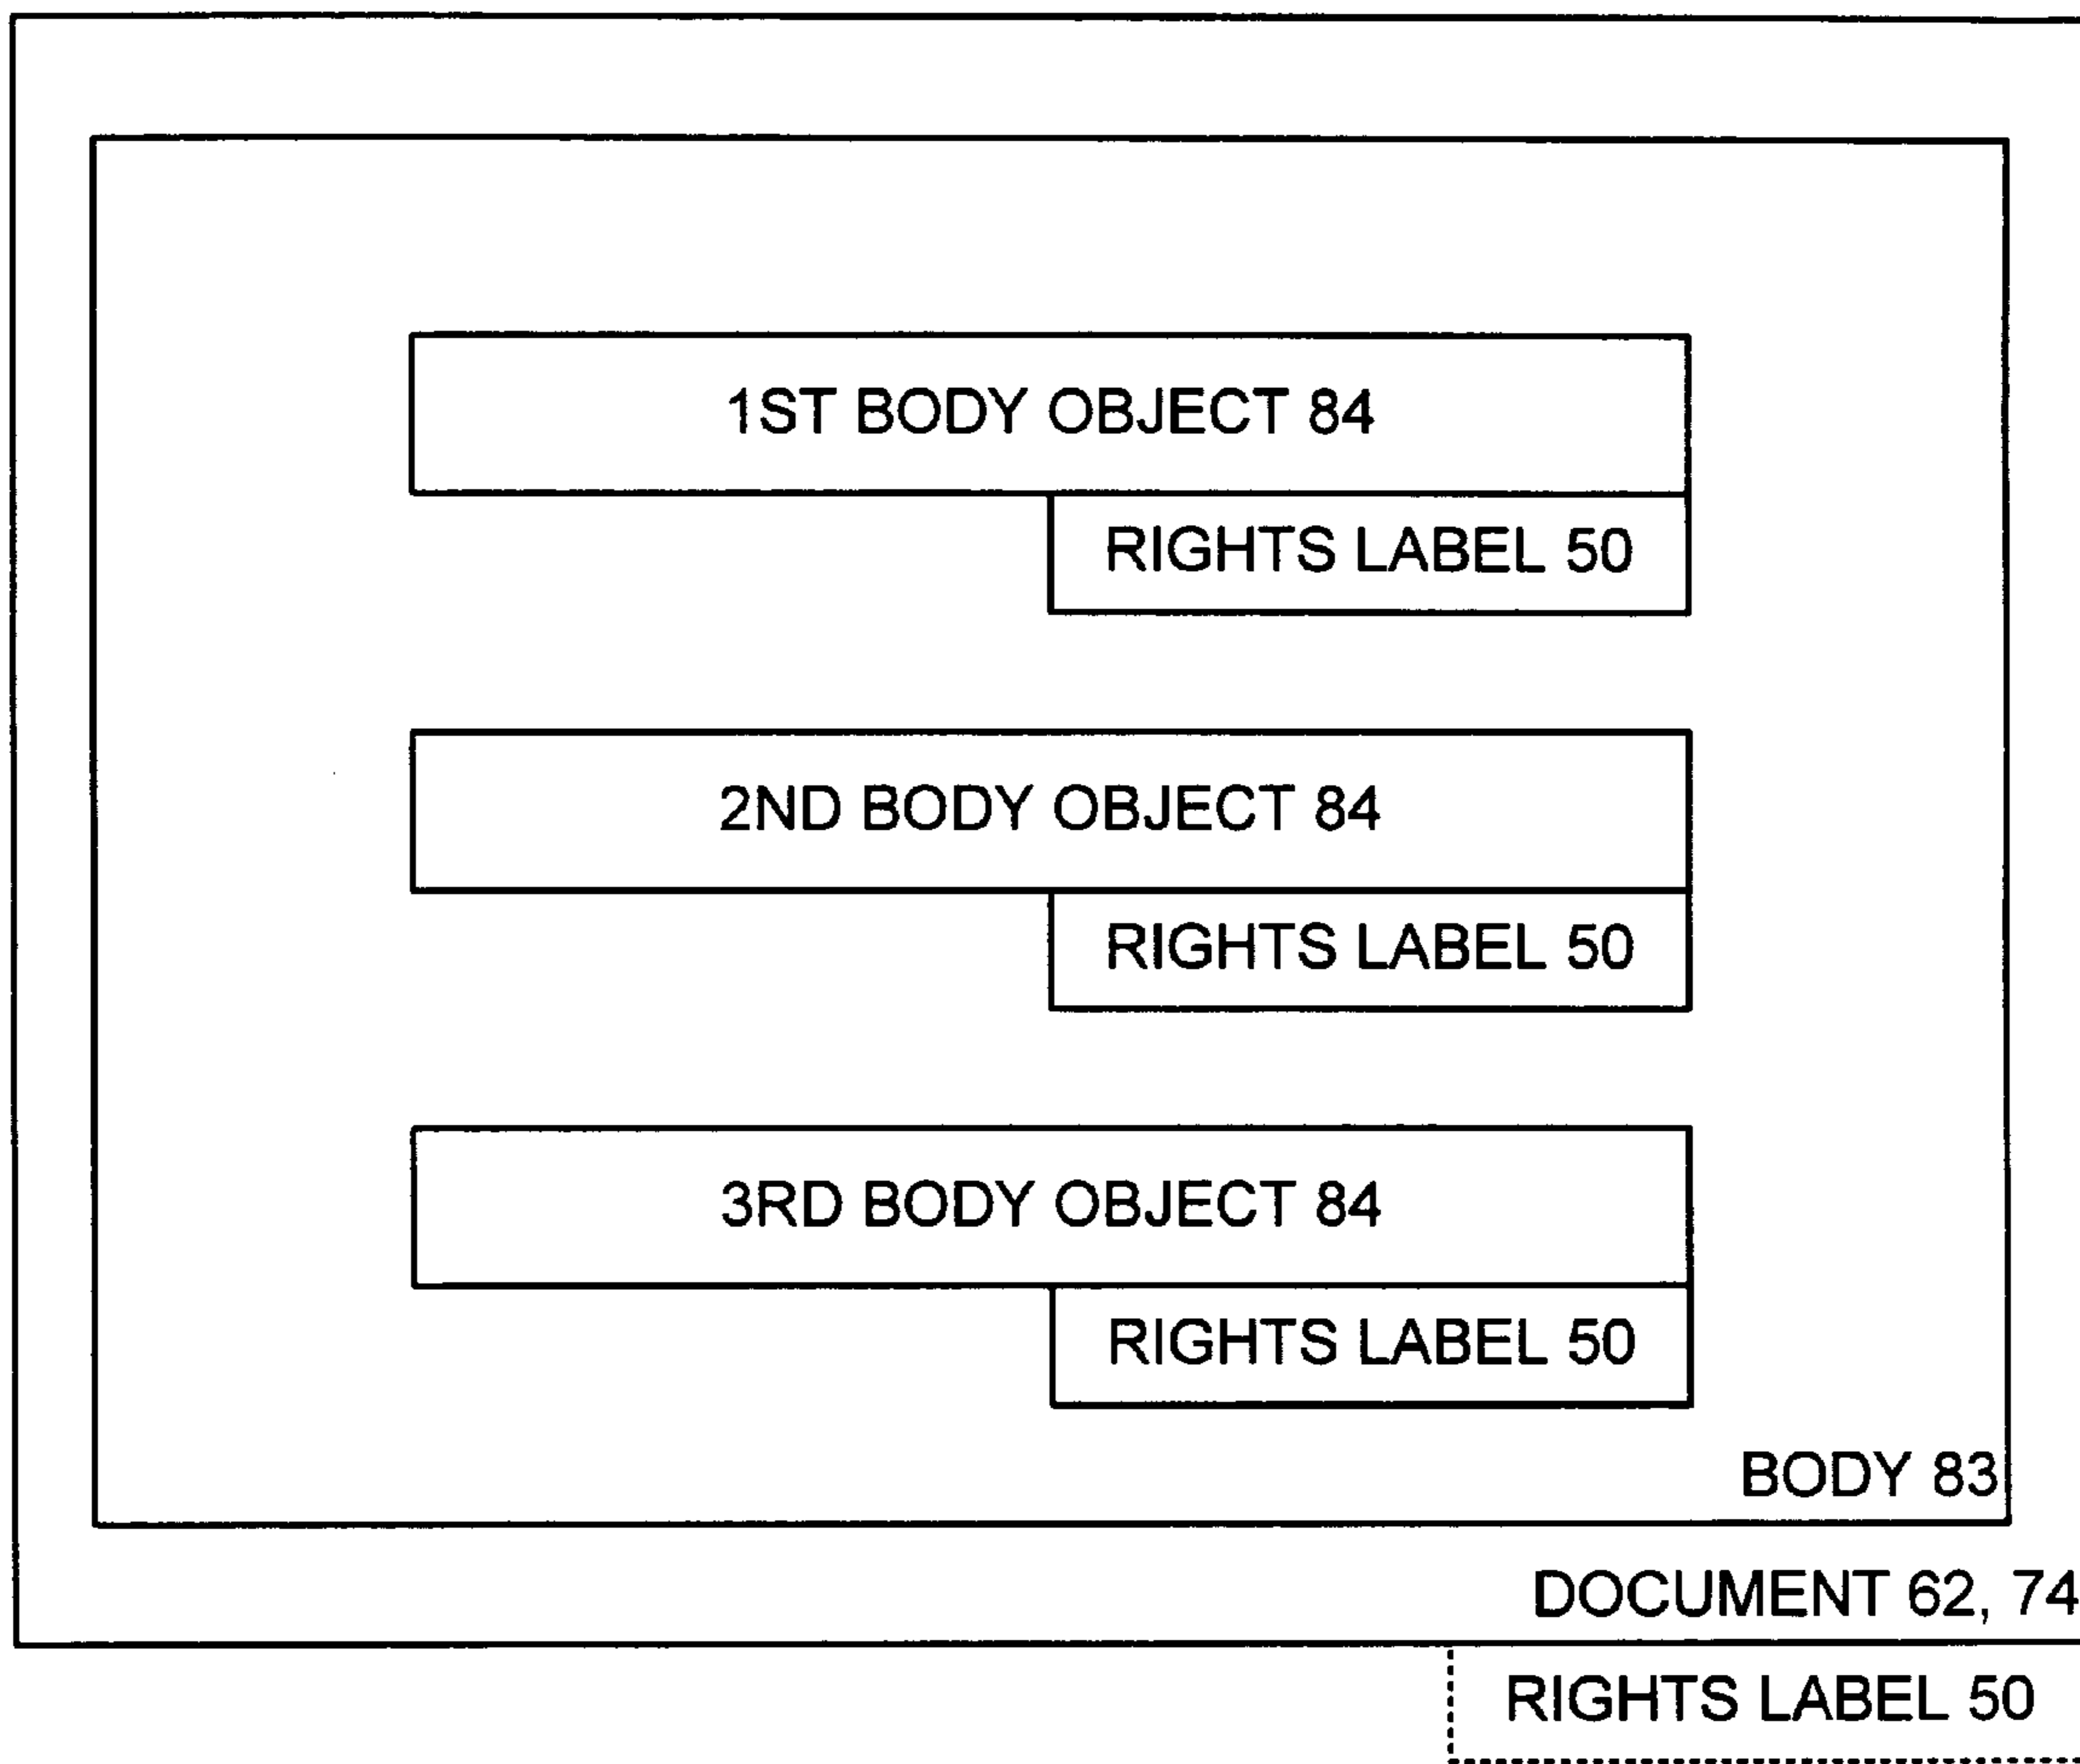 1ST BODY OBJECT 84
RIGHTS LABEL 50
2ND BODY OBJECT 84
RIGHTS LABEL 50
3RD BODY OBJECT 84
RIGHTS LABEL 50
BODY 83
DOCUMENT 62, 74
RIGHTS LABEL 50